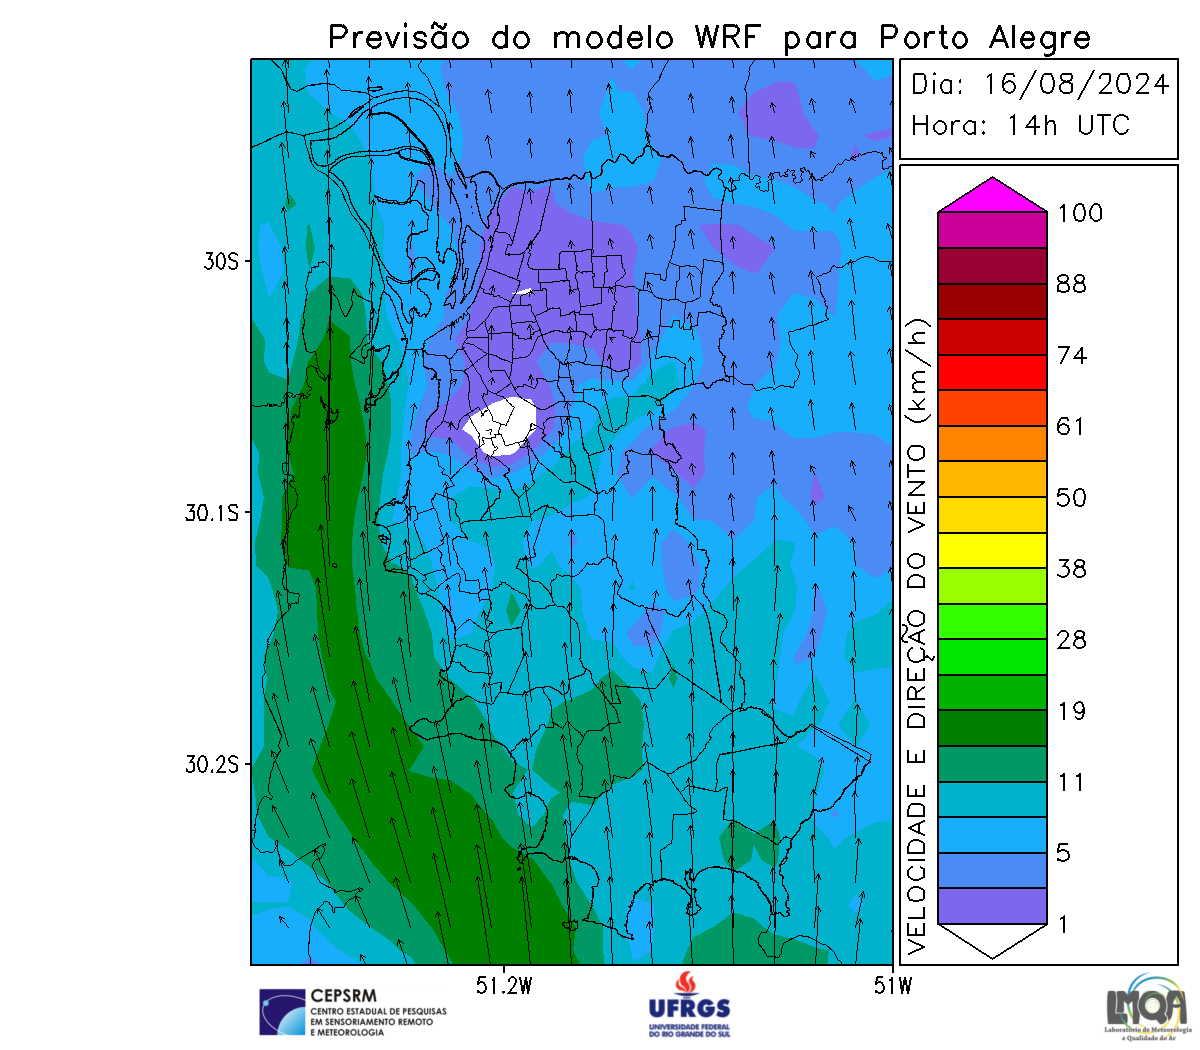 Previsão do modelo WRF para Porto Alegre
Dia: 16/08/2024
Hora: 14h UTC
30S
30.1S
30.2S
51.2W
51W
VELOCIDADE E DIREÇÃO DO VENTO (km/h)
100
88
74
61
50
38
28
19
11
5
1
CEPSRM
CENTRO ESTADUAL DE PESQUISAS
EM SENSORIAMENTO REMOTO
E METEOROLOGIA
UFRGS
UNIVERSIDADE FEDERAL
DO RIO GRANDE DO SUL
LMQA
Laboratório de Meteorologia
e Qualidade do Ar